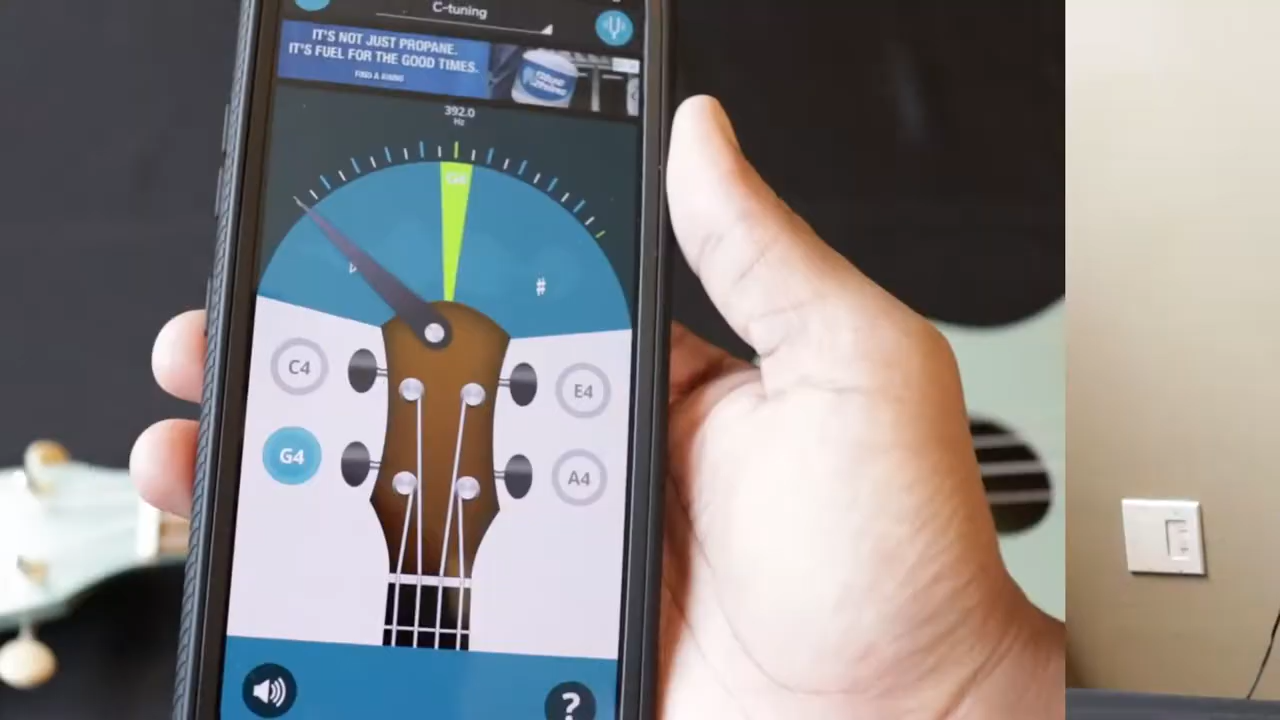 C-tuning
IT'S NOT JUST PROPANE.
IT'S FUEL FOR THE GOOD TIMES.
392.0
Hz
♭
#
C4
E4
G4
A4
?